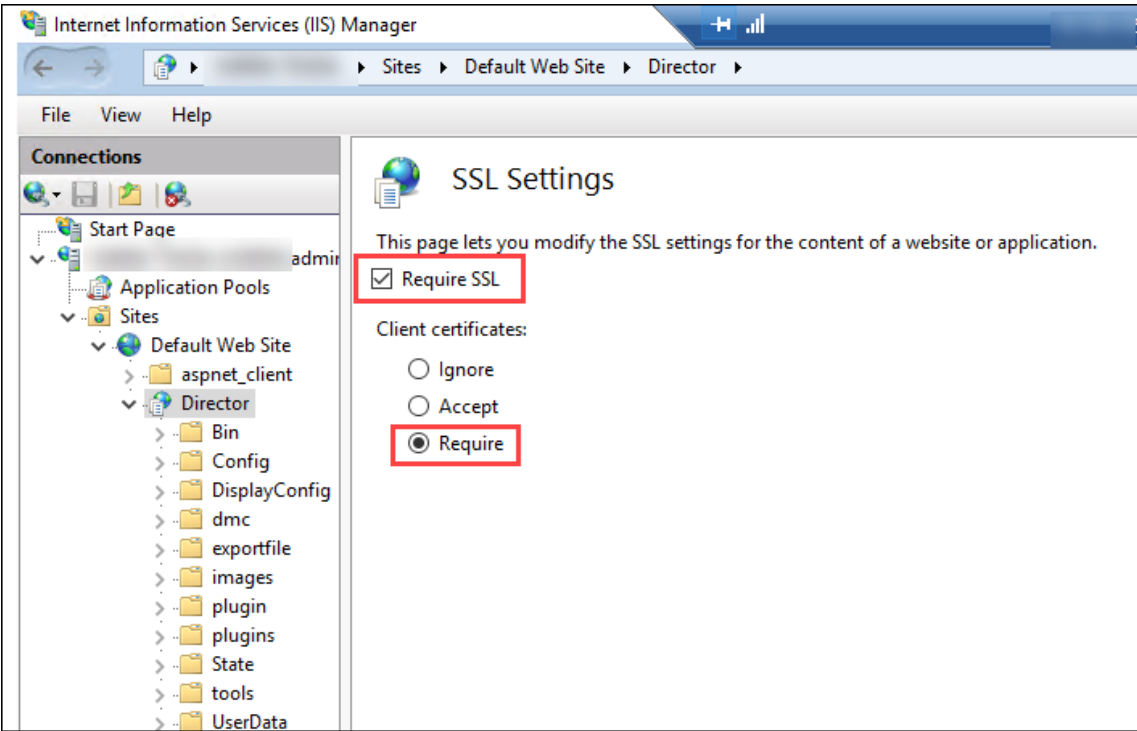 Internet Information Services (IIS) Manager
Sites Default Web Site Director
File View Help
Connections
Start Page
admin
Application Pools
Sites
Default Web Site
aspnet_client
Director
Bin
Config
DisplayConfig
dmc
exportfile
images
plugin
plugins
State
tools
UserData
SSL Settings
This page lets you modify the SSL settings for the content of a website or application.
Require SSL
Client certificates:
Ignore
Accept
Require